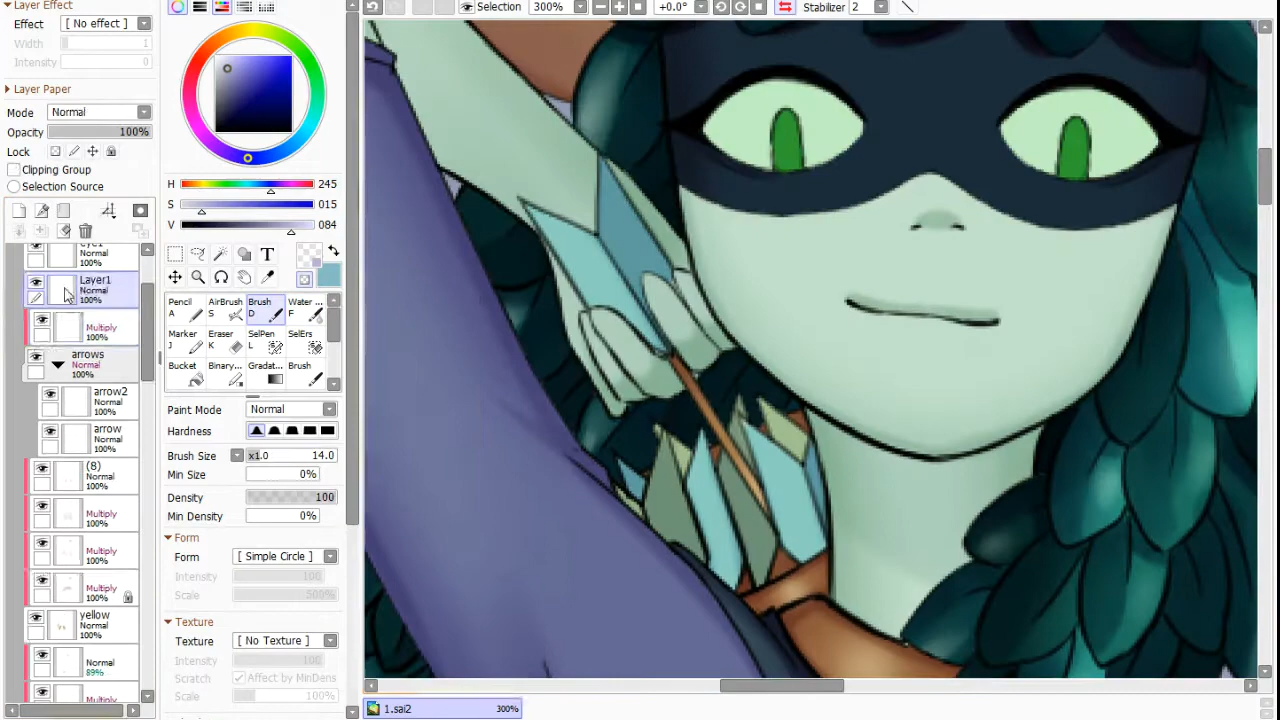 Layer Effect
Effect [ No effect ]
Width 1
Intensity 0
Layer Paper
Mode Normal
Opacity 100%
Lock
Clipping Group
Selection Source
Normal
100%
Layer1
Normal
100%
Multiply
100%
arrows
Normal
100%
arrow2
Normal
100%
arrow
Normal
100%
(8)
Normal
100%
Multiply
100%
Multiply
100%
Multiply
100%
yellow
Normal
100%
Normal
89%
Multiply
H 245
S 015
V 084
T
Pencil
A
AirBrush
S
Brush
D
Water ...
F
Marker
J
Eraser
K
SelPen
L
SelErs
Bucket
Binary...
Gradat...
Brush
Paint Mode Normal
Hardness
Brush Size x1.0 14.0
Min Size 0%
Density 100
Min Density 0%
Form
Form [ Simple Circle ]
Intensity 100
Scale 500%
Texture
Texture [ No Texture ]
Intensity 100
Scratch Affect by MinDens
Scale 100%
Selection 300% +0.0° Stabilizer 2
1.sai2 300%